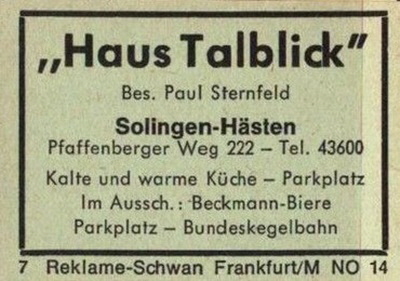 „Haus Talblick”
Bes. Paul Sternfeld
Solingen-Hästen
Pfaffenberger Weg 222 – Tel. 43600
Kalte und warme Küche – Parkplatz
Im Aussch.: Beckmann-Biere
Parkplatz – Bundeskegelbahn
7 Reklame-Schwan Frankfurt/M NO 14